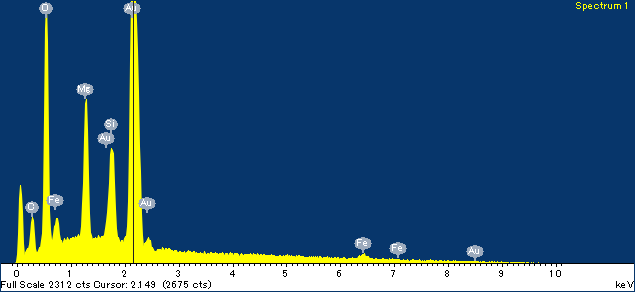 Spectrum 1
O
Au
Mg
Si
Au
Fe
C
Au
Fe
Fe
Au
0 1 2 3 4 5 6 7 8 9 10
Full Scale 2312 cts Cursor: 2.149 (2675 cts) keV